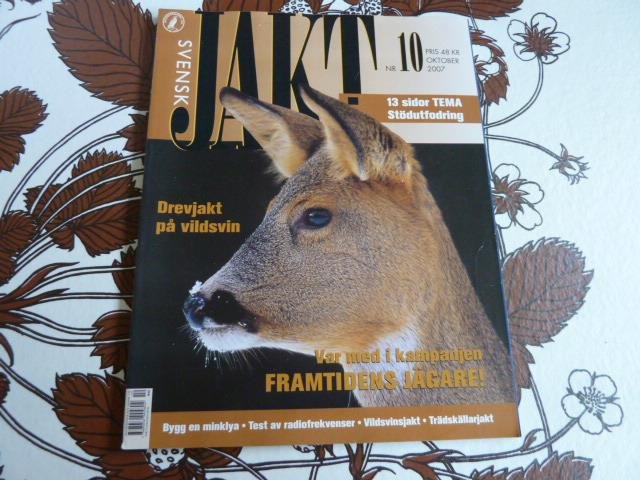 SVENSK
JAKT
NR 10 PRIS 48 KR
OKTOBER
2007
13 sidor TEMA
Stödutfodring
Drevjakt
på vildsvin
Var med i kampanjen
FRAMTIDENS JÄGARE!
Bygg en minklya • Test av radiofrekvenser • Vildsvinsjakt • Trädskällarjakt